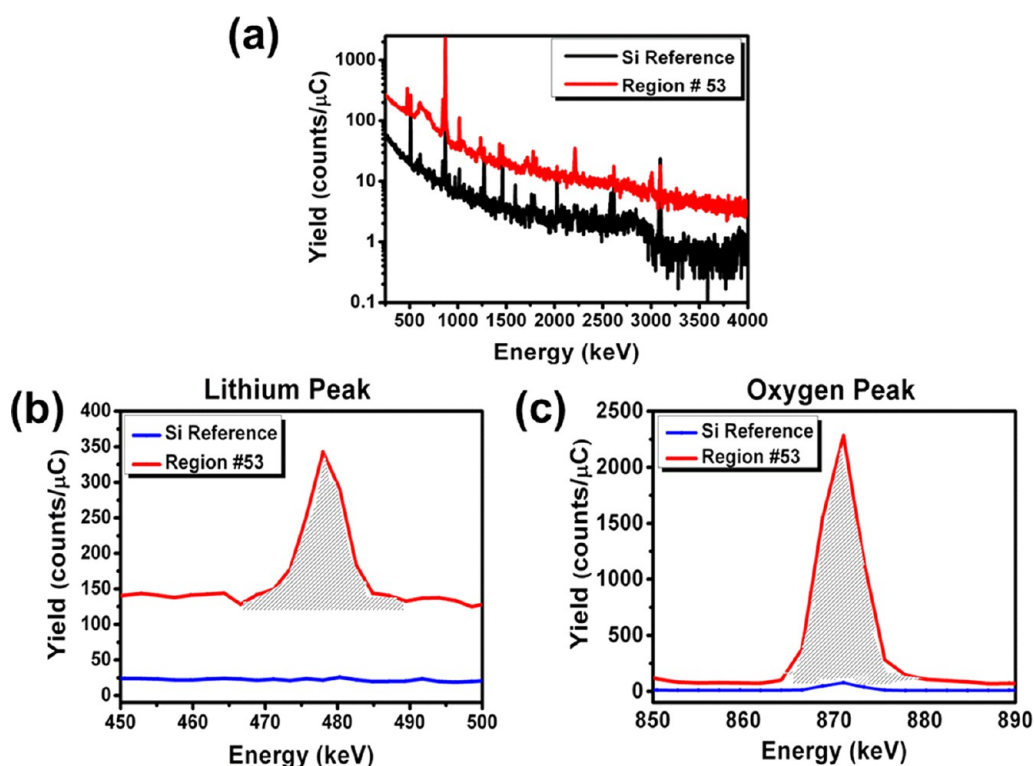 (a)
Yield (counts/μC)
1000
100
10
1
0.1
Si Reference
Region # 53
500 1000 1500 2000 2500 3000 3500 4000
Energy (keV)
(b)
Lithium Peak
Yield (counts/μC)
400
350
300
250
200
150
100
50
0
Si Reference
Region #53
450 460 470 480 490 500
Energy (keV)
(c)
Oxygen Peak
Yield (counts/μC)
2500
2000
1500
1000
500
0
Si Reference
Region #53
850 860 870 880 890
Energy (keV)